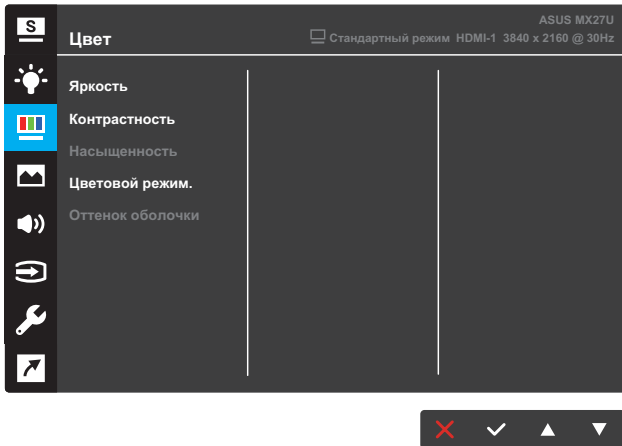 S
ASUS MX27U
Цвет
Стандартный режим HDMI-1 3840 x 2160 @ 30Hz
Яркость
Контрастность
Насыщенность
Цветовой режим.
Оттенок оболочки